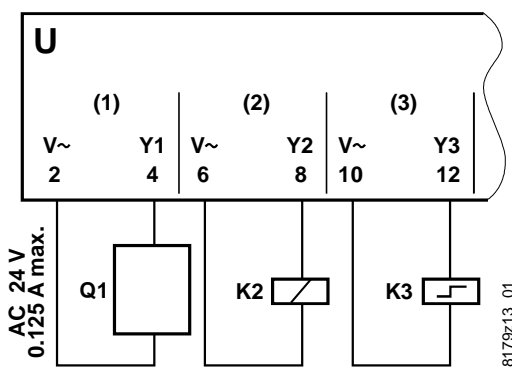 U
(1) (2) (3)
V~ Y1 V~ Y2 V~ Y3
2 4 6 8 10 12
AC 24 V
0.125 A max.
Q1 K2 K3
8179z13_01